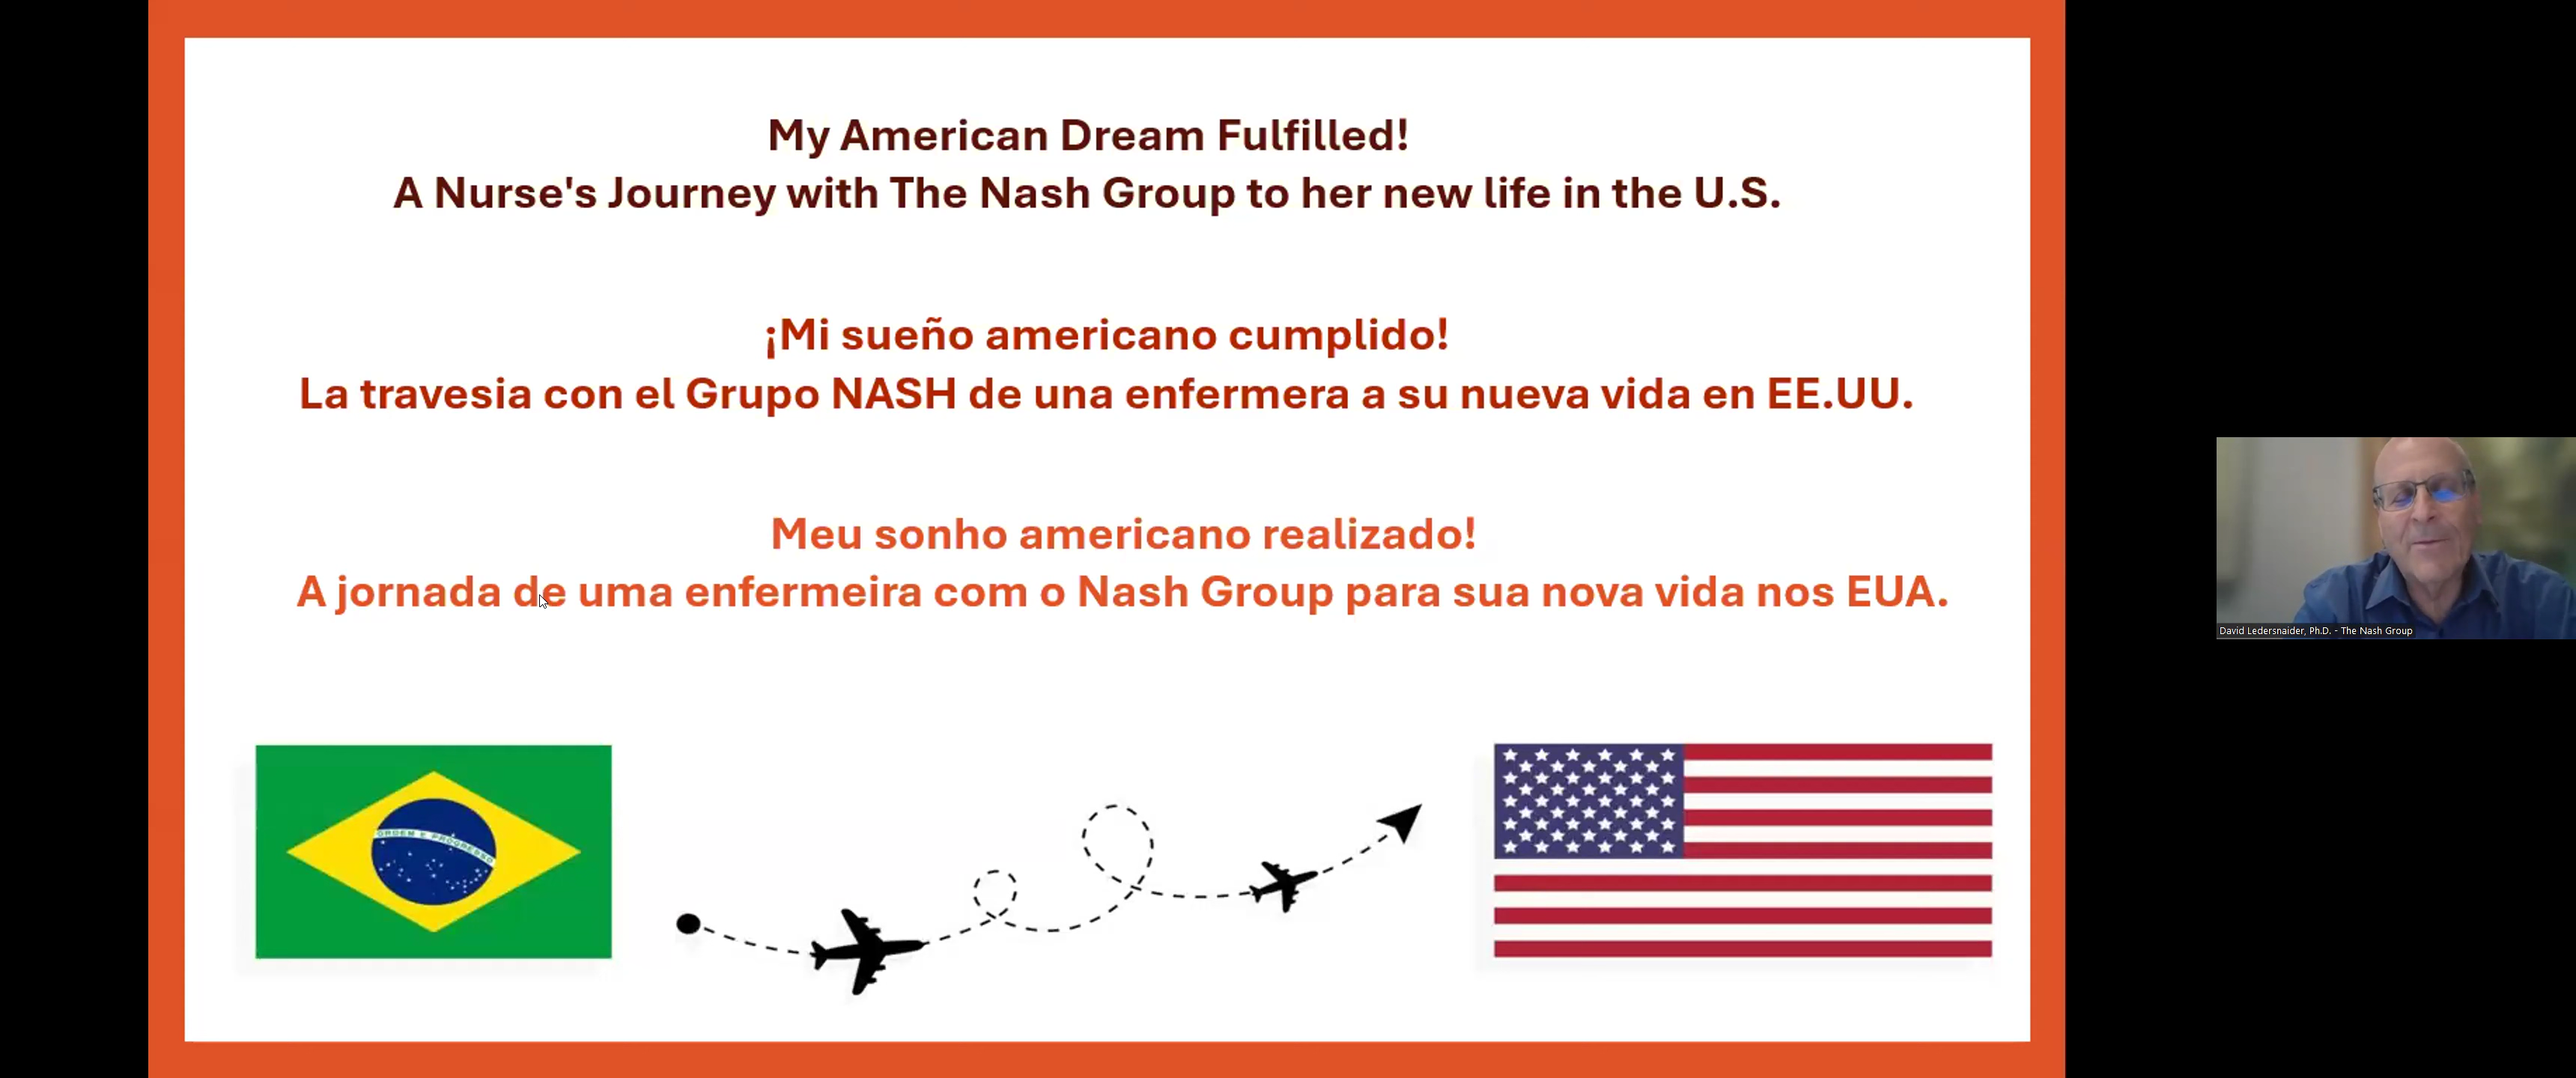 My American Dream Fulfilled!
A Nurse's Journey with The Nash Group to her new life in the U.S.
¡Mi sueño americano cumplido!
La travesia con el Grupo NASH de una enfermera a su nueva vida en EE.UU.
Meu sonho americano realizado!
A jornada de uma enfermeira com o Nash Group para sua nova vida nos EUA.
ORDEM E PROGRESSO
David Ledersnaider, Ph.D. - The Nash Group